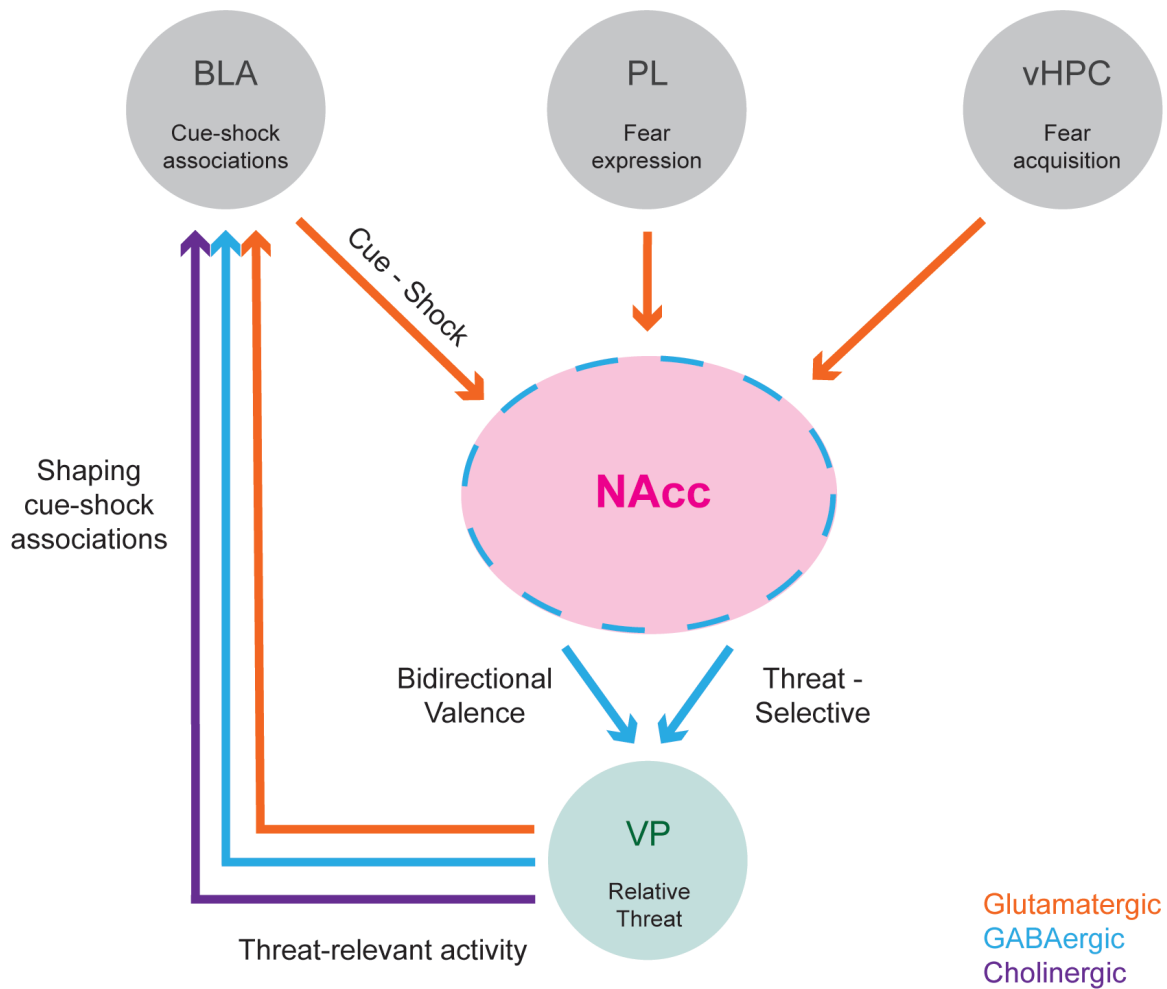 BLA
Cue-shock
associations
PL
Fear
expression
vHPC
Fear
acquisition
Cue - Shock
NAcc
Shaping
cue-shock
associations
Bidirectional
Valence
Threat -
Selective
VP
Relative
Threat
Threat-relevant activity
Glutamatergic
GABAergic
Cholinergic